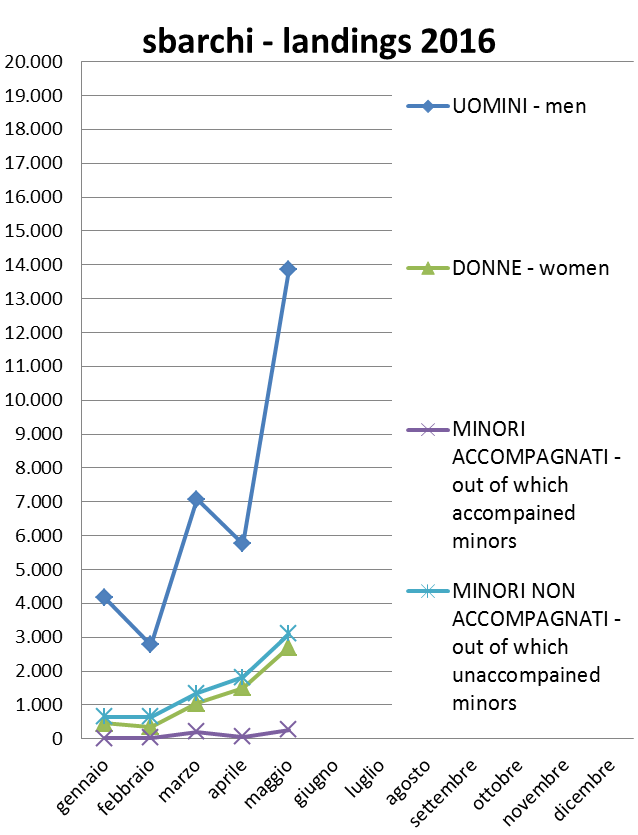 sbarchi - landings 2016
20.000
19.000
18.000
17.000
16.000
15.000
14.000
13.000
12.000
11.000
10.000
9.000
8.000
7.000
6.000
5.000
4.000
3.000
2.000
1.000
0
gennaio
febbraio
marzo
aprile
maggio
giugno
luglio
agosto
settembre
ottobre
novembre
dicembre
UOMINI - men
DONNE - women
MINORI
ACCOMPAGNATI -
out of which
accompained
minors
MINORI NON
ACCOMPAGNATI -
out of which
unaccompained
minors